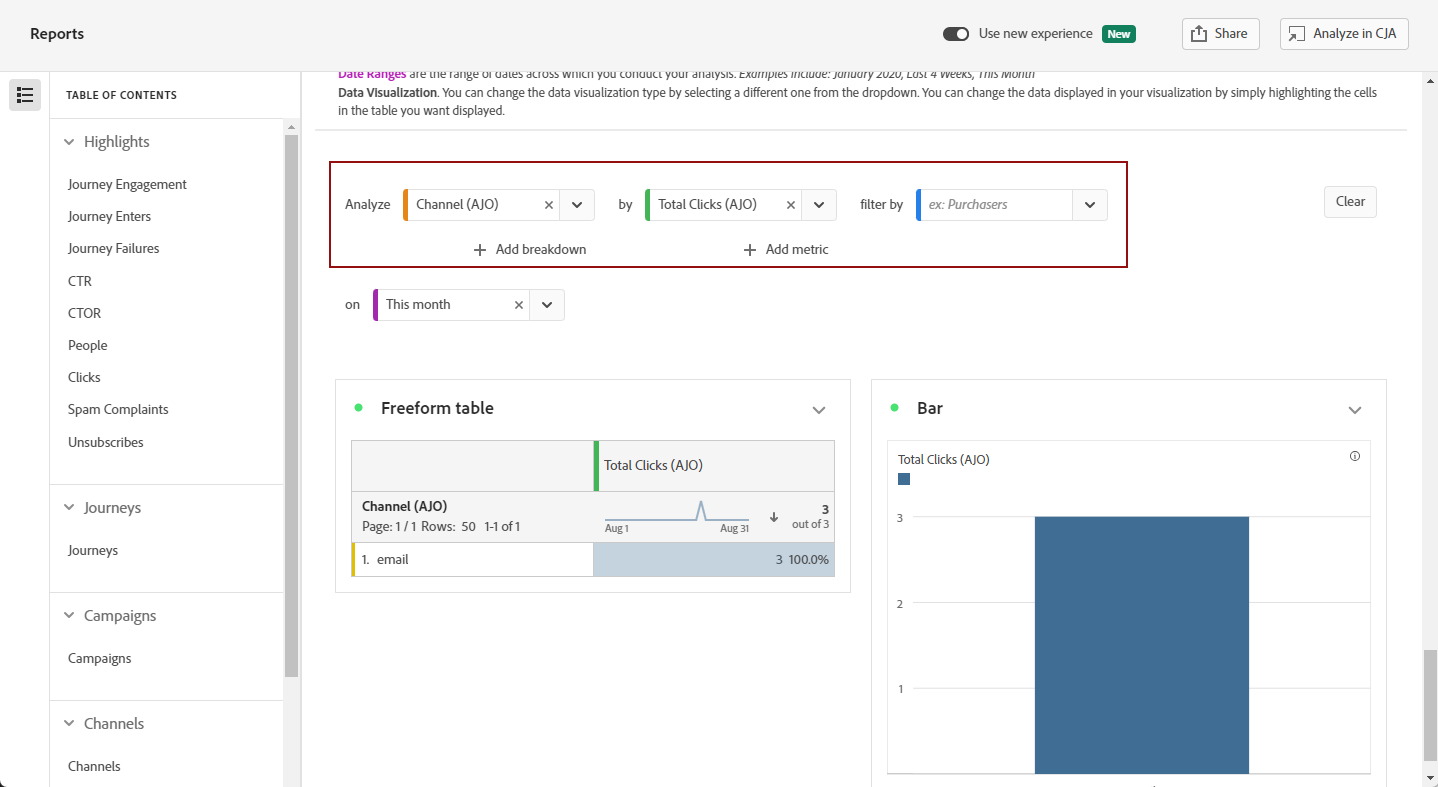 Reports
Use new experience New
Share
Analyze in CJA
TABLE OF CONTENTS
Highlights
Journey Engagement
Journey Enters
Journey Failures
CTR
CTOR
People
Clicks
Spam Complaints
Unsubscribes
Journeys
Journeys
Campaigns
Campaigns
Channels
Channels
Date Ranges are the range of dates across which you conduct your analysis. Examples include: January 2020, Last 4 Weeks, This Month
Data Visualization. You can change the data visualization type by selecting a different one from the dropdown. You can change the data displayed in your visualization by simply highlighting the cells
in the table you want displayed.
Analyze Channel (AJO) by Total Clicks (AJO) filter by ex: Purchasers
Clear
Add breakdown Add metric
on This month
Freeform table
Total Clicks (AJO)
Channel (AJO)
Page: 1 / 1 Rows: 50 1-1 of 1
Aug 1 Aug 31
3
out of 3
1. email 3 100.0%
Bar
Total Clicks (AJO)
3
2
1